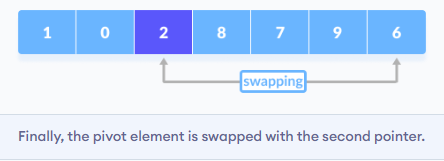 1 0 2 8 7 9 6
swapping
Finally, the pivot element is swapped with the second pointer.